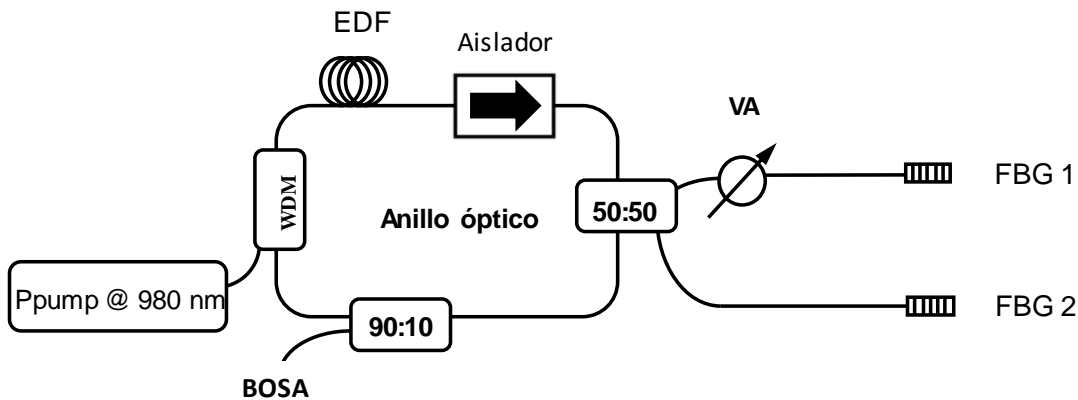 EDF
Aislador
VA
WDM
Anillo óptico
50:50
FBG 1
Ppump @ 980 nm
90:10
FBG 2
BOSA